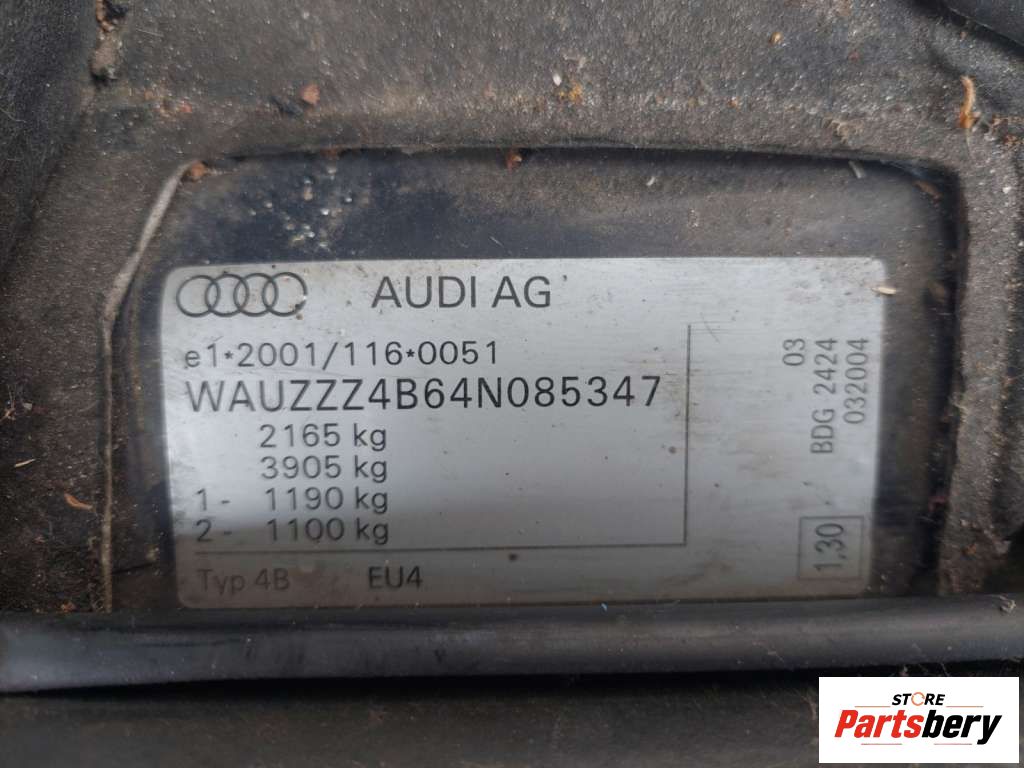 AUDI AG
e1*2001/116*0051
WAUZZZ4B64N085347
2165 kg
3905 kg
1- 1190 kg
2- 1100 kg
Typ 4B EU4
03
BDG 2424
032004
1,30
STORE
Partsbery